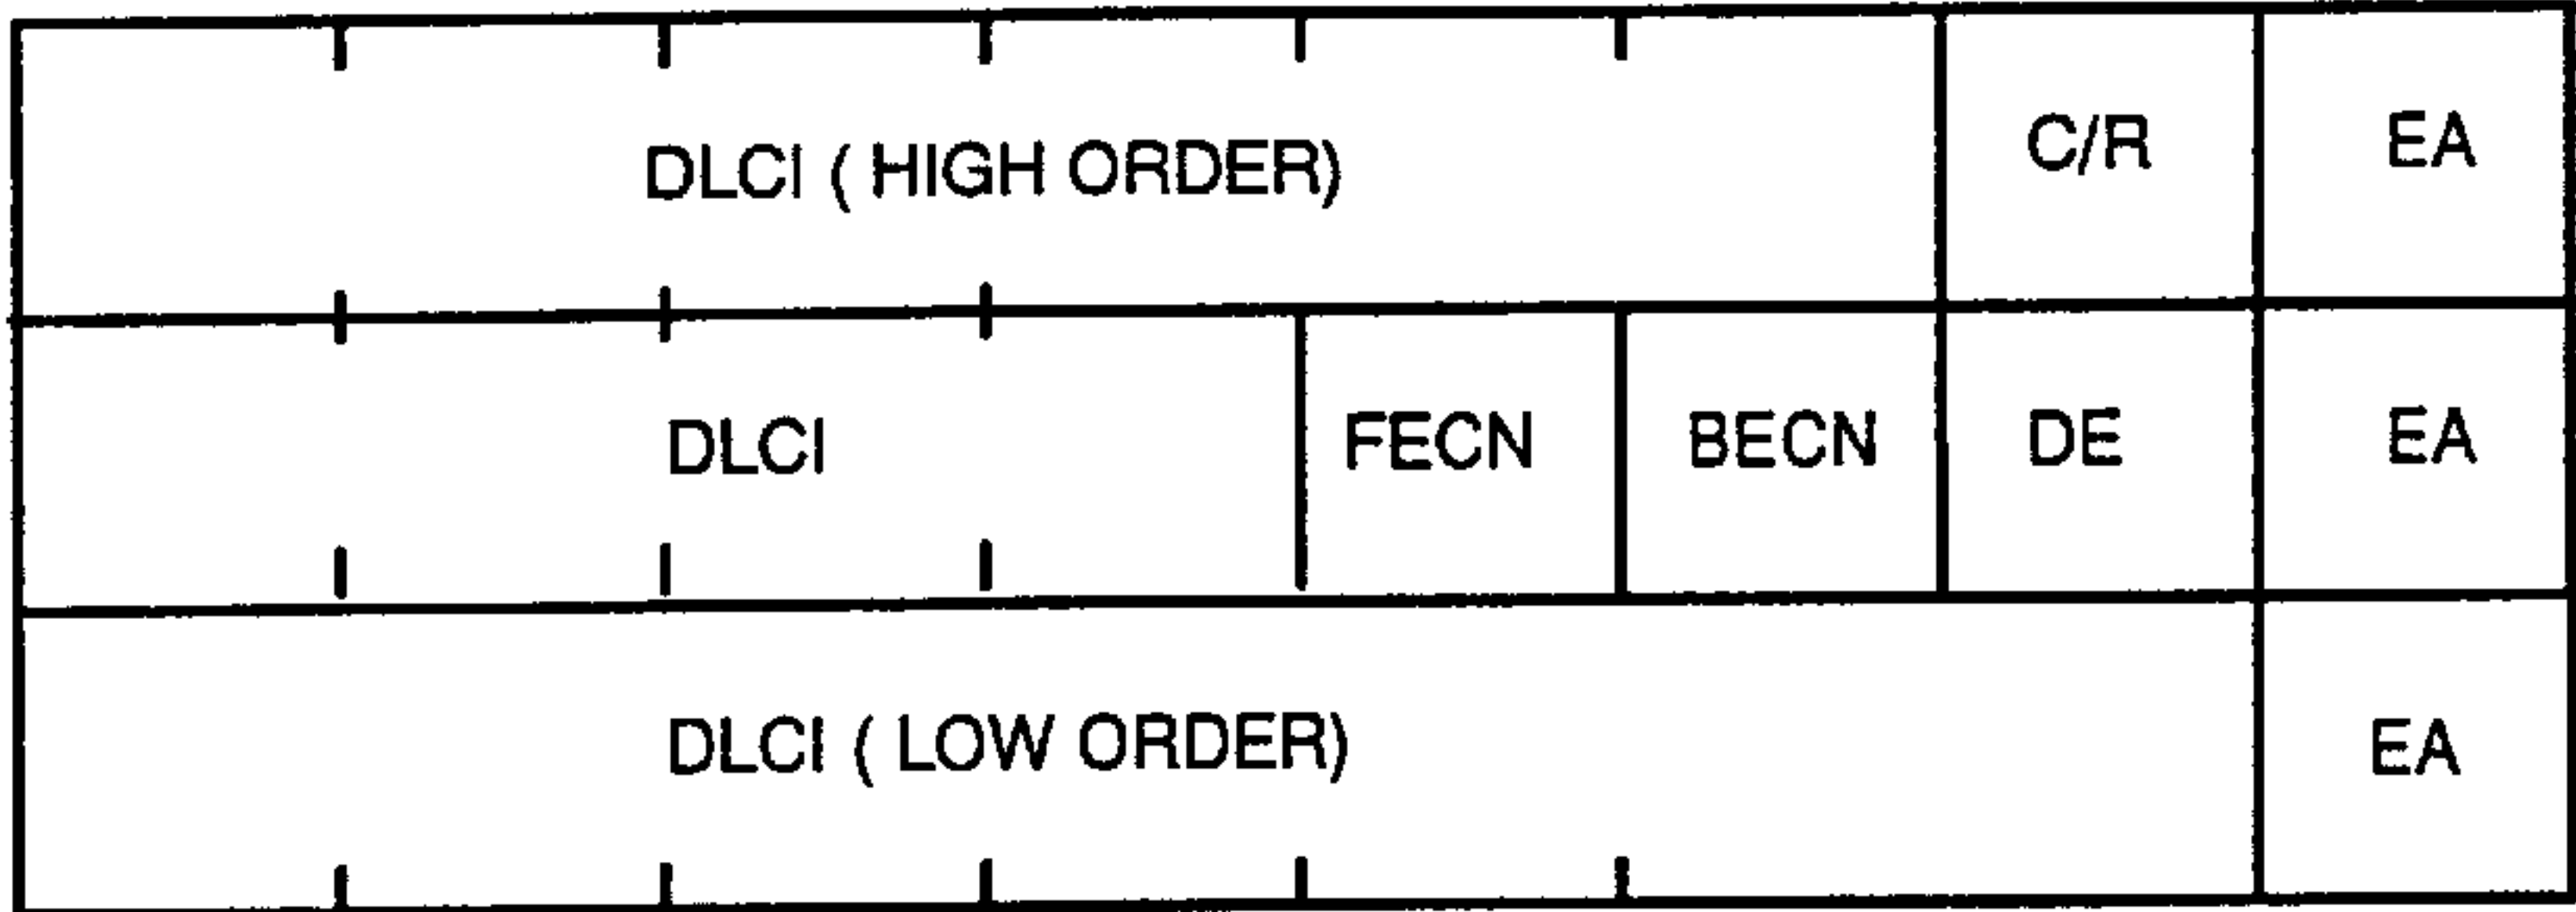 DLCI ( HIGH ORDER) C/R EA
DLCI FECN BECN DE EA
DLCI ( LOW ORDER) EA